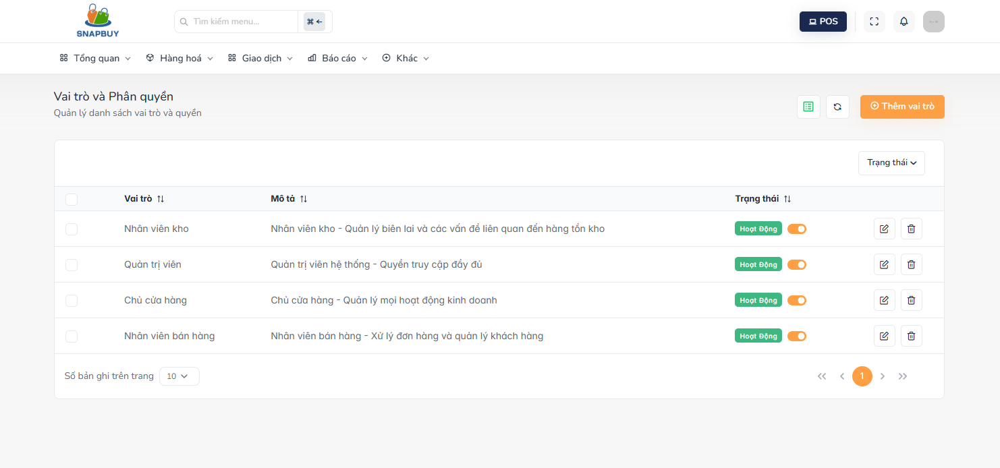 SNAPBUY
Tìm kiếm menu...
⌘
POS
Tổng quan
Hàng hoá
Giao dịch
Báo cáo
Khác
Vai trò và Phân quyền
Quản lý danh sách vai trò và quyền
Thêm vai trò
Trạng thái
Vai trò Mô tả Trạng thái
Nhân viên kho Nhân viên kho - Quản lý biên lai và các vấn đề liên quan đến hàng tồn kho Hoạt Động
Quản trị viên Quản trị viên hệ thống - Quyền truy cập đầy đủ Hoạt Động
Chủ cửa hàng Chủ cửa hàng - Quản lý mọi hoạt động kinh doanh Hoạt Động
Nhân viên bán hàng Nhân viên bán hàng - Xử lý đơn hàng và quản lý khách hàng Hoạt Động
Số bản ghi trên trang 10 1